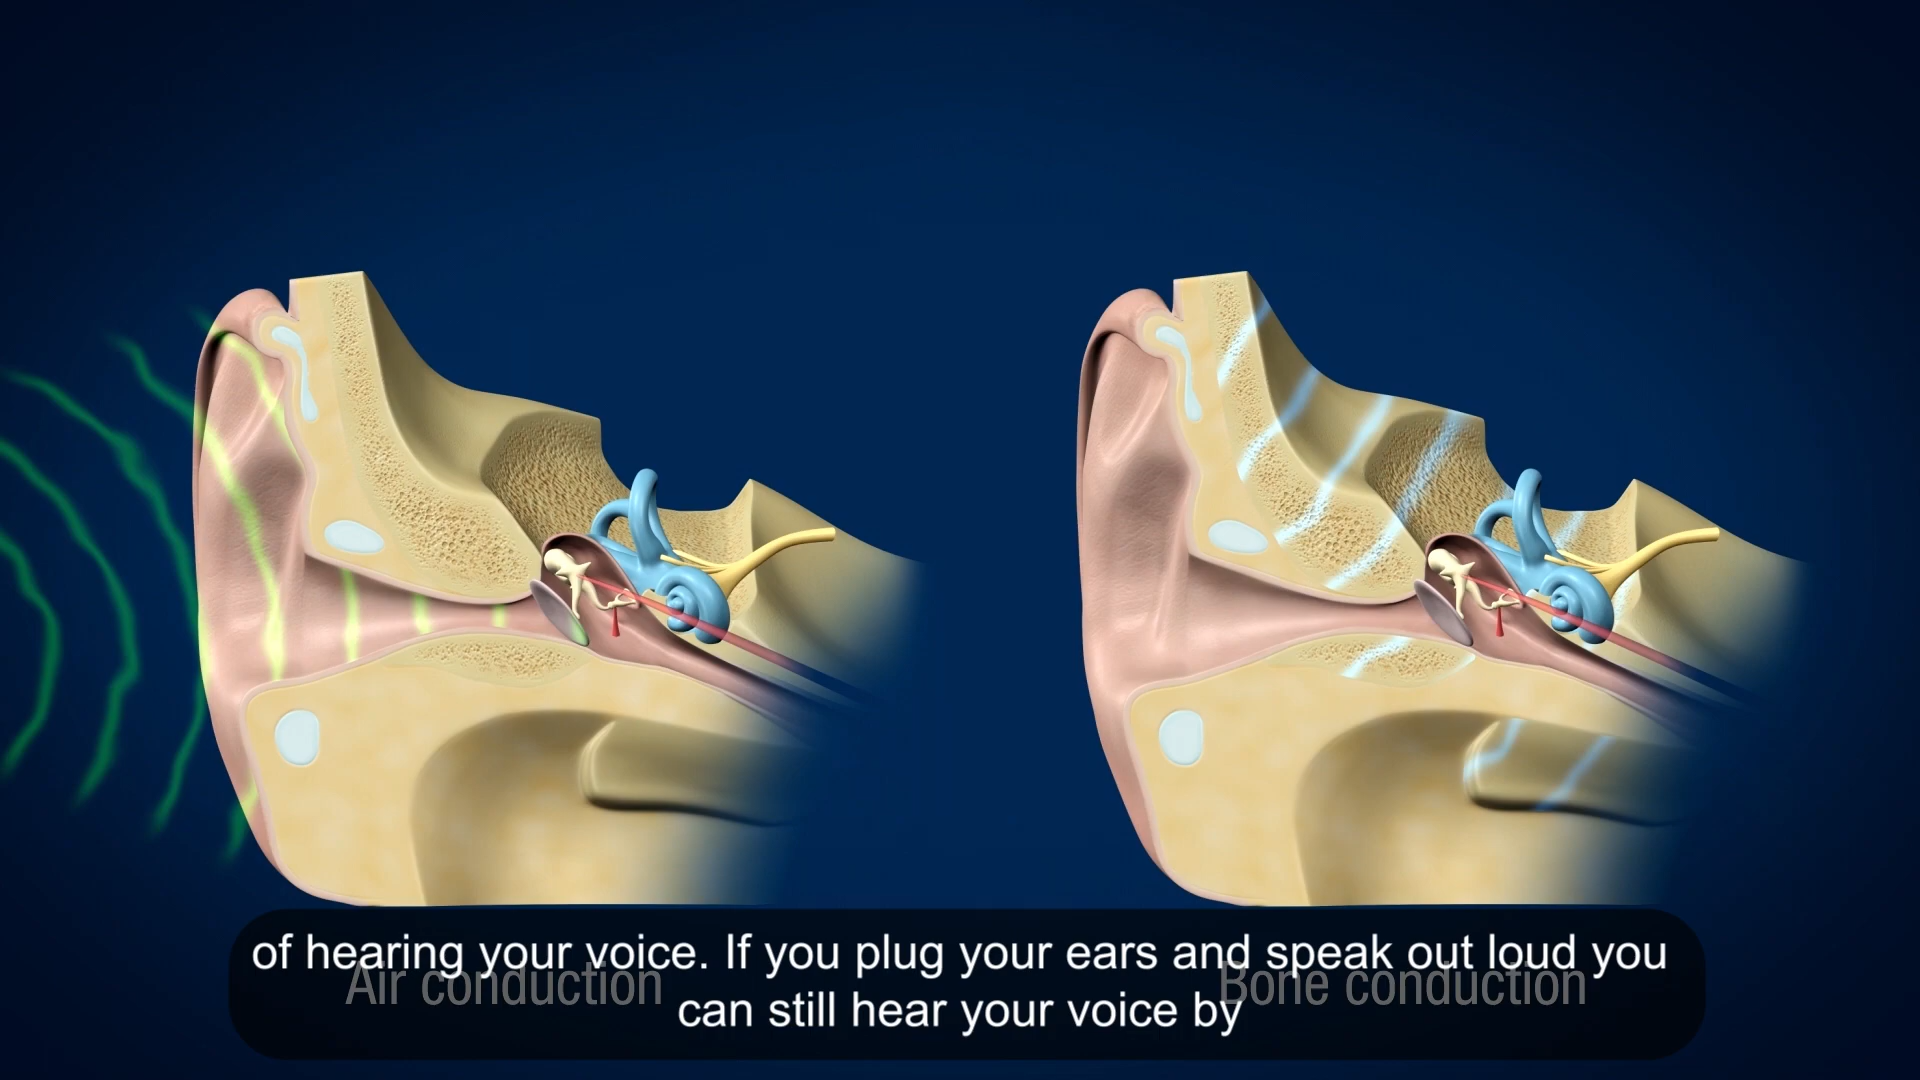 of hearing your voice. If you plug your ears and speak out loud you
can still hear your voice by
Air conduction
Bone conduction